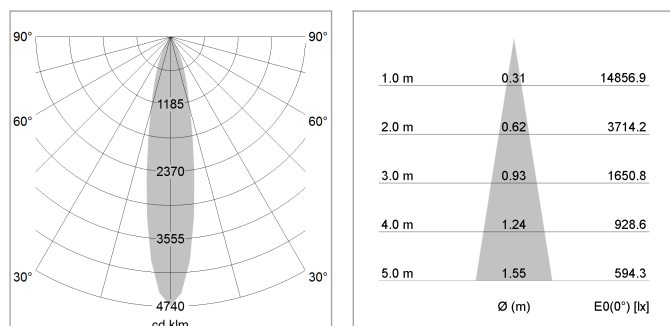 90° 90°
1185
60° 60°
2370
3555
30° 30°
4740
cd klm
1.0 m 0.31 14856.9
2.0 m 0.62 3714.2
3.0 m 0.93 1650.8
4.0 m 1.24 928.6
5.0 m 1.55 594.3
Ø (m) E0(0°) [lx]